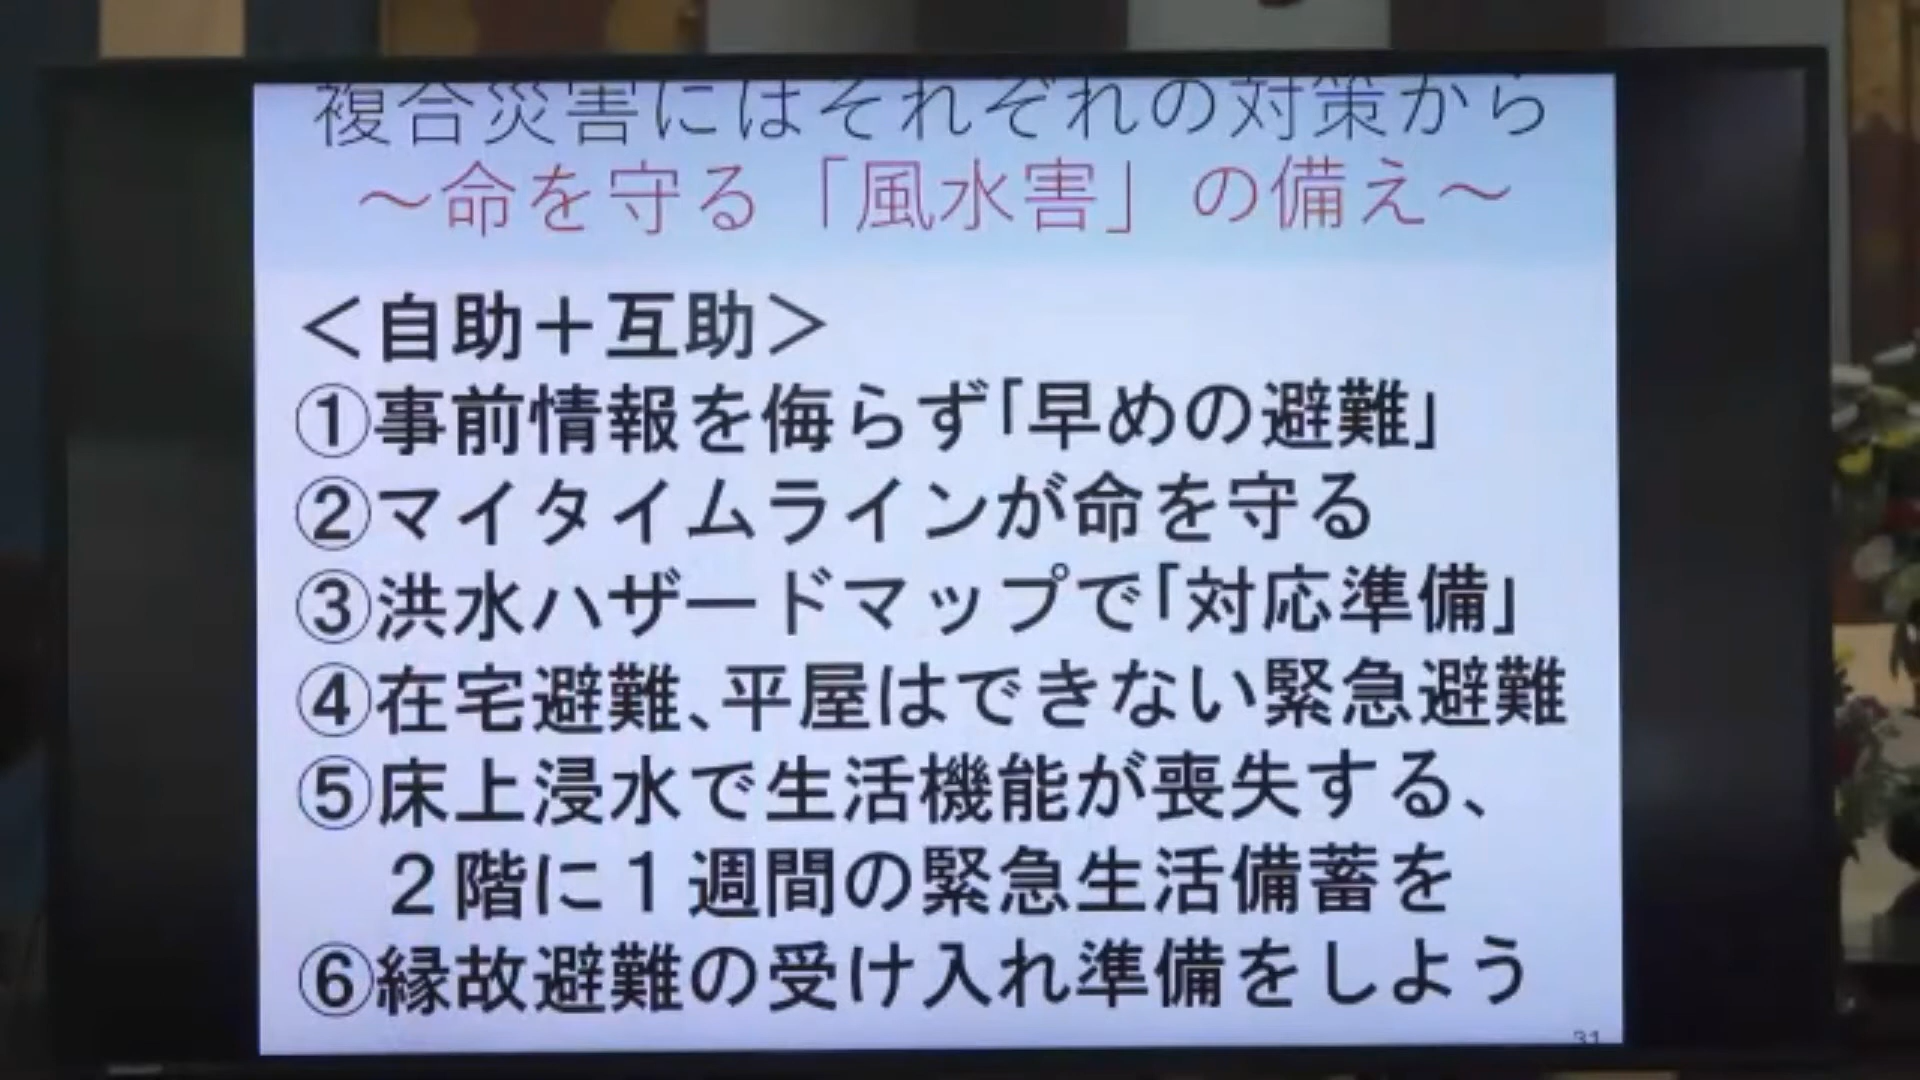 複合災害にはそれぞれの対策から
～命を守る「風水害」の備え～
＜自助＋互助＞
①事前情報を侮らず「早めの避難」
②マイタイムラインが命を守る
③洪水ハザードマップで「対応準備」
④在宅避難、平屋はできない緊急避難
⑤床上浸水で生活機能が喪失する、
２階に１週間の緊急生活備蓄を
⑥縁故避難の受け入れ準備をしよう
31